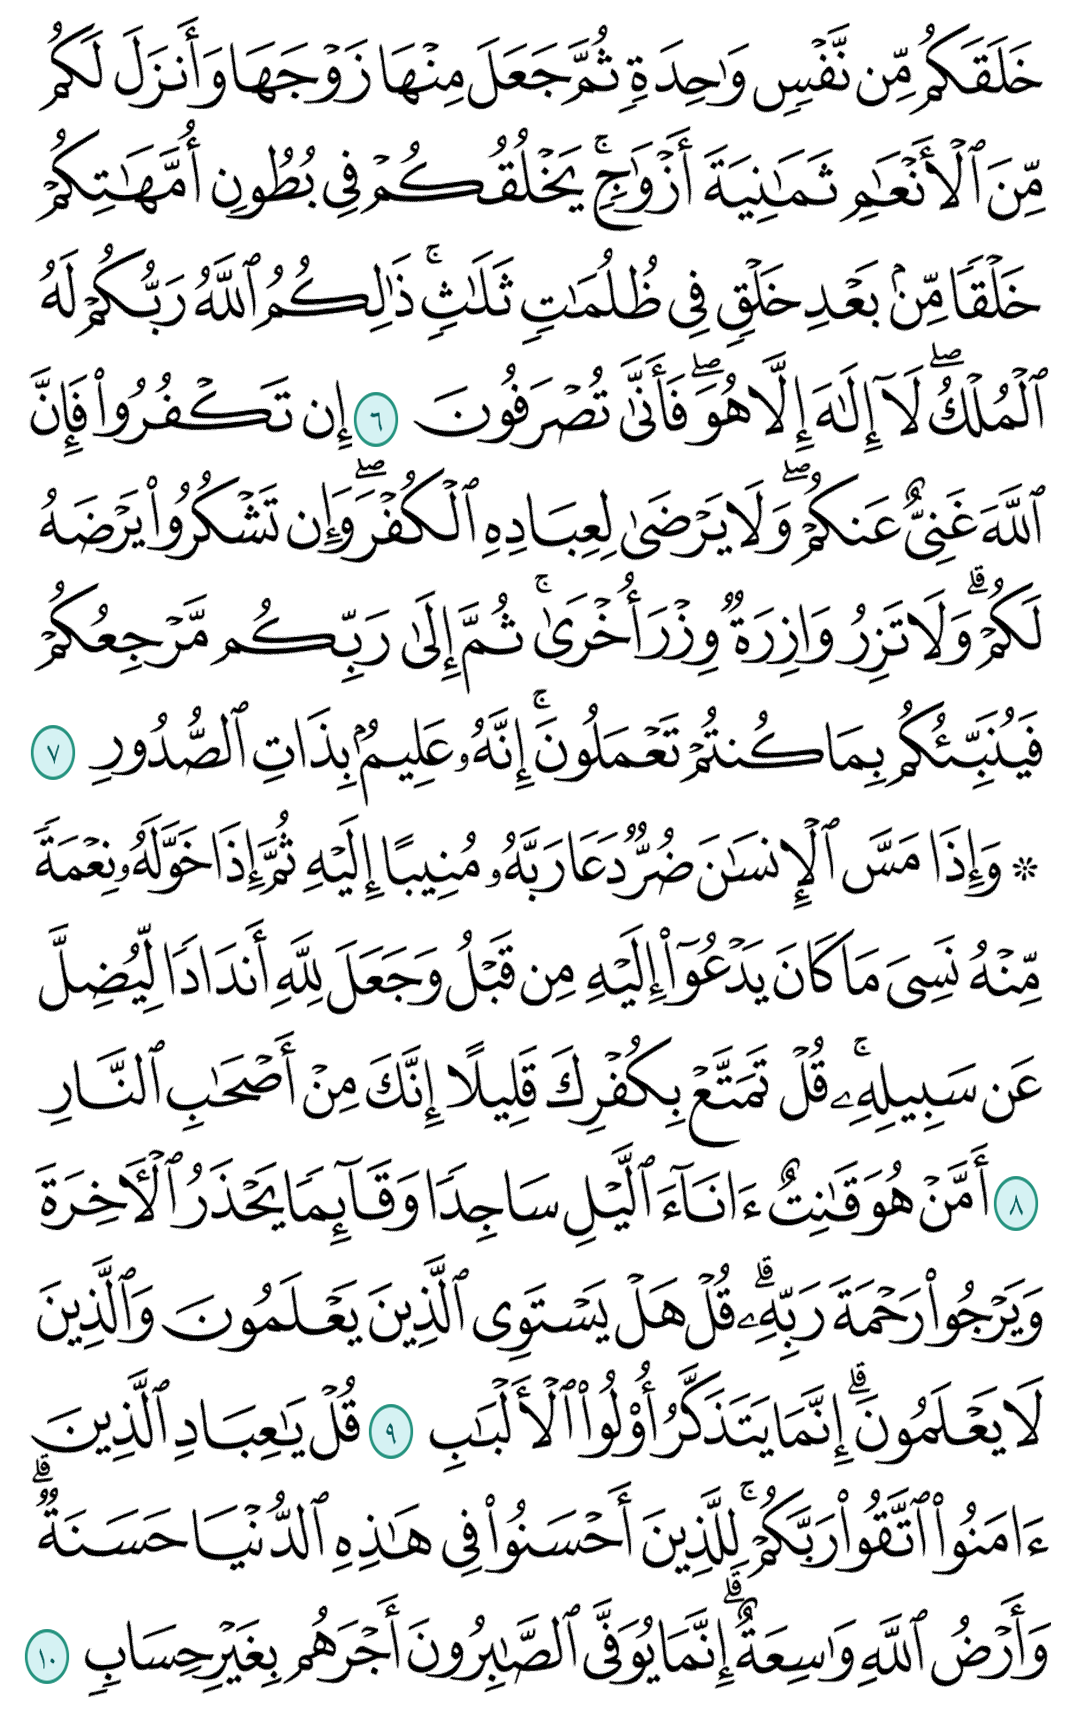 خَلَقَكُم مِّن نَّفۡسٖ وَٰحِدَةٖ ثُمَّ جَعَلَ مِنۡهَا زَوۡجَهَا وَأَنزَلَ لَكُم
مِّنَ ٱلۡأَنۡعَٰمِ ثَمَٰنِيَةَ أَزۡوَٰجٖۚ يَخۡلُقُكُمۡ فِي بُطُونِ أُمَّهَٰتِكُمۡ
خَلۡقٗا مِّنۢ بَعۡدِ خَلۡقٖ فِي ظُلُمَٰتٖ ثَلَٰثٖۚ ذَٰلِكُمُ ٱللَّهُ رَبُّكُمۡ لَهُ
ٱلۡمُلۡكُۖ لَآ إِلَٰهَ إِلَّا هُوَۖ فَأَنَّىٰ تُصۡرَفُونَ ٦ إِن تَكۡفُرُواْ فَإِنَّ
ٱللَّهَ غَنِيٌّ عَنكُمۡۖ وَلَا يَرۡضَىٰ لِعِبَادِهِ ٱلۡكُفۡرَۖ وَإِن تَشۡكُرُواْ يَرۡضَهُ
لَكُمۡۗ وَلَا تَزِرُ وَازِرَةٞ وِزۡرَ أُخۡرَىٰۚ ثُمَّ إِلَىٰ رَبِّكُم مَّرۡجِعُكُمۡ
فَيُنَبِّئُكُم بِمَا كُنتُمۡ تَعۡمَلُونَۚ إِنَّهُۥ عَلِيمُۢ بِذَاتِ ٱلصُّدُورِ ٧
۞ وَإِذَا مَسَّ ٱلۡإِنسَٰنَ ضُرّٞ دَعَا رَبَّهُۥ مُنِيبًا إِلَيۡهِ ثُمَّ إِذَا خَوَّلَهُۥ نِعۡمَةٗ
مِّنۡهُ نَسِيَ مَا كَانَ يَدۡعُوٓاْ إِلَيۡهِ مِن قَبۡلُ وَجَعَلَ لِلَّهِ أَندَادٗا لِّيُضِلَّ
عَن سَبِيلِهِۦۚ قُلۡ تَمَتَّعۡ بِكُفۡرِكَ قَلِيلًا إِنَّكَ مِنۡ أَصۡحَٰبِ ٱلنَّارِ
٨ أَمَّنۡ هُوَ قَٰنِتٌ ءَانَآءَ ٱلَّيۡلِ سَاجِدٗا وَقَآئِمٗا يَحۡذَرُ ٱلۡأٓخِرَةَ
وَيَرۡجُواْ رَحۡمَةَ رَبِّهِۦۗ قُلۡ هَلۡ يَسۡتَوِي ٱلَّذِينَ يَعۡلَمُونَ وَٱلَّذِينَ
لَا يَعۡلَمُونَۗ إِنَّمَا يَتَذَكَّرُ أُوْلُواْ ٱلۡأَلۡبَٰبِ ٩ قُلۡ يَٰعِبَادِ ٱلَّذِينَ
ءَامَنُواْ ٱتَّقُواْ رَبَّكُمۡۚ لِلَّذِينَ أَحۡسَنُواْ فِي هَٰذِهِ ٱلدُّنۡيَا حَسَنَةٞۗ
وَأَرۡضُ ٱللَّهِ وَٰسِعَةٌۗ إِنَّمَا يُوَفَّى ٱلصَّٰبِرُونَ أَجۡرَهُم بِغَيۡرِ حِسَابٖ ١٠